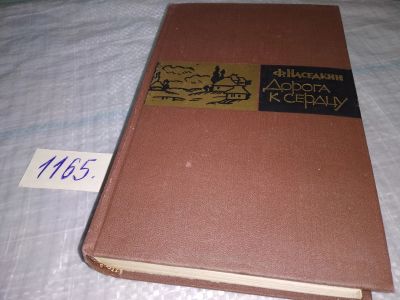 Ф. Наседкин
Дорога
к сердцу
1165.